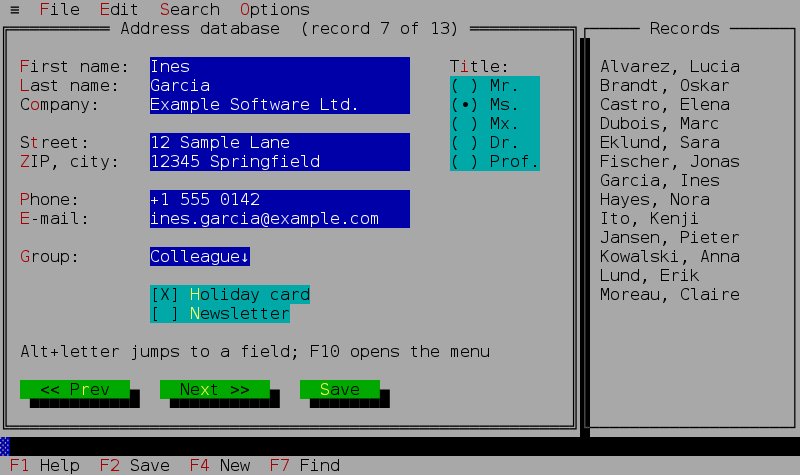 ≡ File Edit Search Options
Address database (record 7 of 13)
First name: Ines
Last name: Garcia
Company: Example Software Ltd.
Street: 12 Sample Lane
ZIP, city: 12345 Springfield
Phone: +1 555 0142
E-mail: ines.garcia@example.com
Group: Colleague↓
[X] Holiday card
[ ] Newsletter
Title:
( ) Mr.
(•) Ms.
( ) Mx.
( ) Dr.
( ) Prof.
Alt+letter jumps to a field; F10 opens the menu
<< Prev Next >> Save
Records
Alvarez, Lucia
Brandt, Oskar
Castro, Elena
Dubois, Marc
Eklund, Sara
Fischer, Jonas
Garcia, Ines
Hayes, Nora
Ito, Kenji
Jansen, Pieter
Kowalski, Anna
Lund, Erik
Moreau, Claire
F1 Help F2 Save F4 New F7 Find